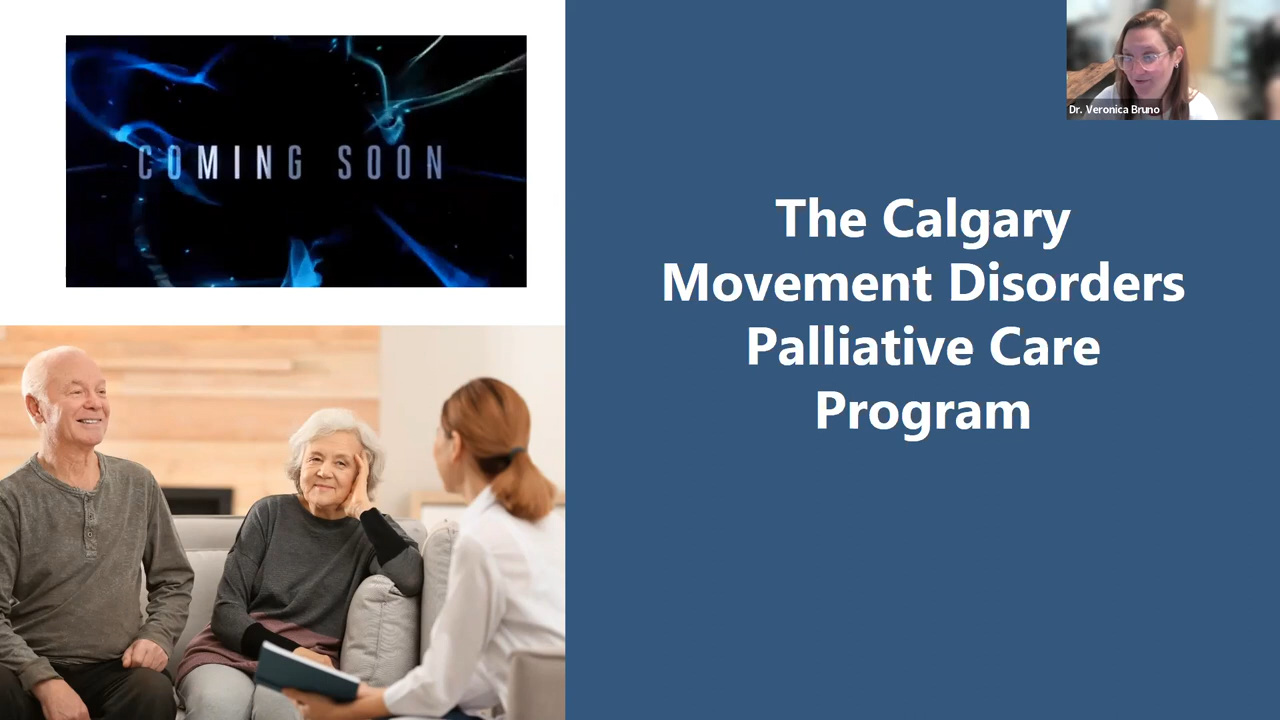 COMING SOON
Dr. Veronica Bruno
The Calgary
Movement Disorders
Palliative Care
Program